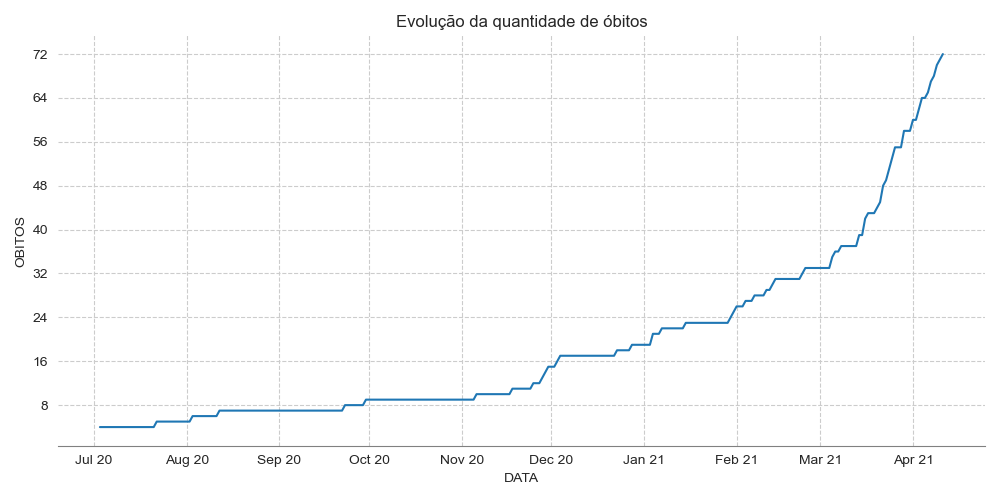 Evolução da quantidade de óbitos
72
64
56
48
40
32
24
16
8
OBITOS
Jul 20 Aug 20 Sep 20 Oct 20 Nov 20 Dec 20 Jan 21 Feb 21 Mar 21 Apr 21
DATA